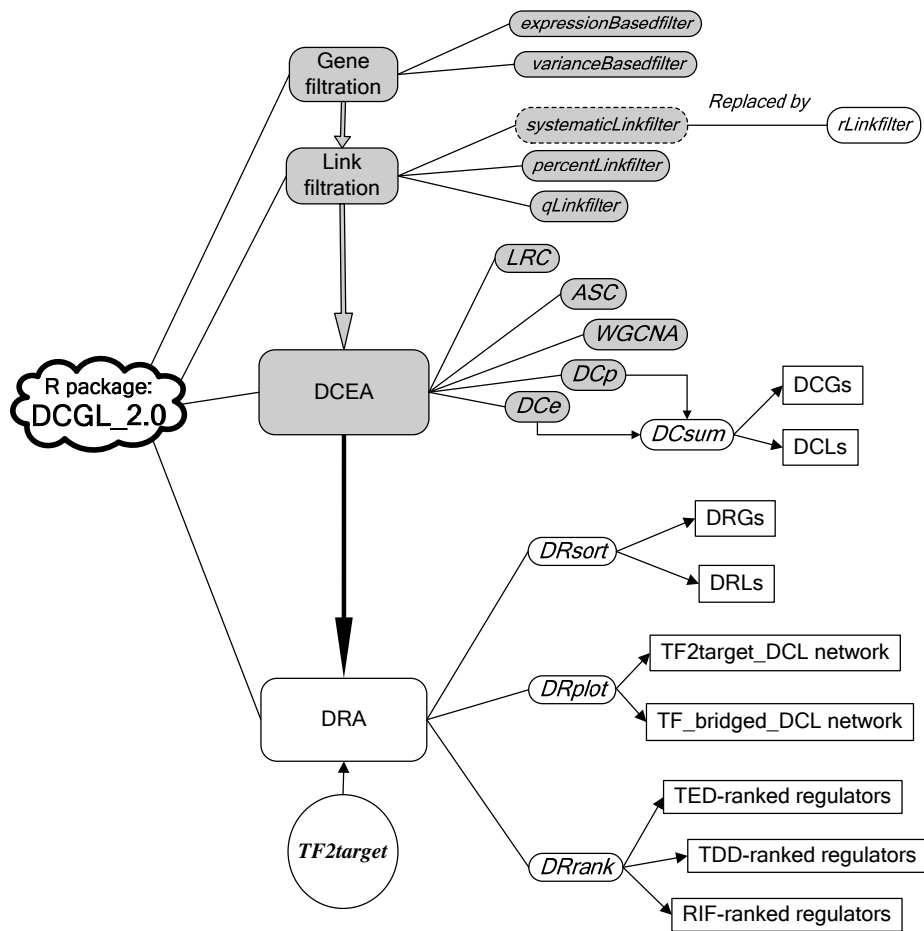 expressionBasedfilter
Gene
filtration
varianceBasedfilter
Replaced by
systematicLinkfilter
rLinkfilter
Link
filtration
percentLinkfilter
qLinkfilter
LRC
ASC
WGCNA
R package:
DCGL_2.0
DCEA
DCp
DCGs
DCe
DCsum
DCLs
DRGs
DRsort
DRLs
TF2target_DCL network
DRA
DRplot
TF_bridged_DCL network
TED-ranked regulators
TF2target
DRrank
TDD-ranked regulators
RIF-ranked regulators